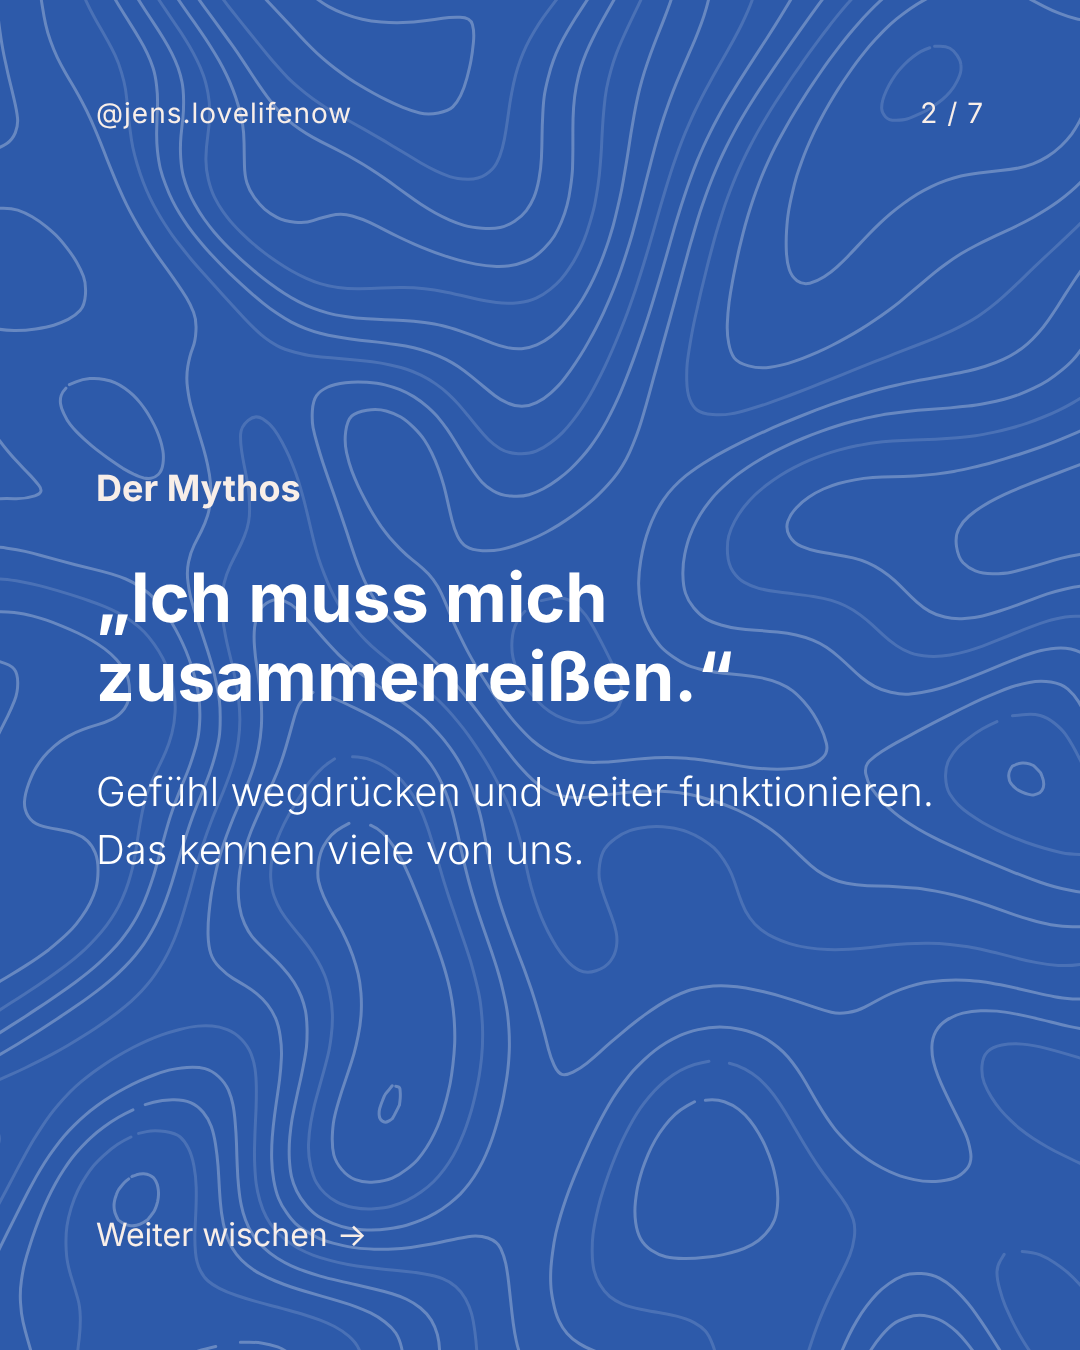 @jens.lovelifenow
2 / 7
Der Mythos
„Ich muss mich
zusammenreißen.“
Gefühl wegdrücken und weiter funktionieren.
Das kennen viele von uns.
Weiter wischen →